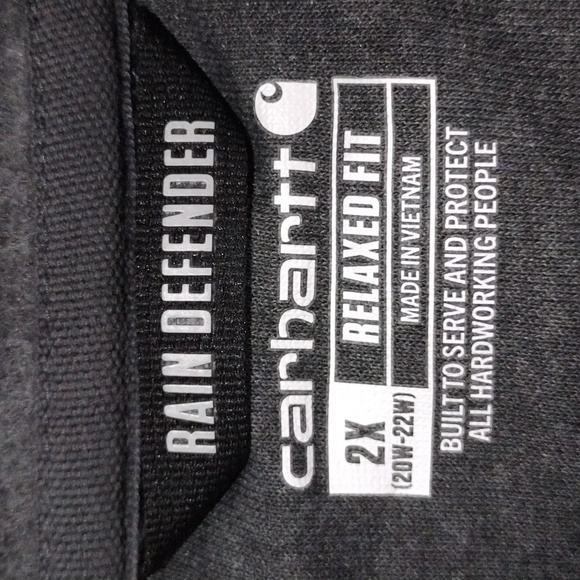 RAIN DEFENDER
carhartt
2X
(20W-22W)
RELAXED FIT
MADE IN VIETNAM
BUILT TO SERVE AND PROTECT
ALL HARDWORKING PEOPLE